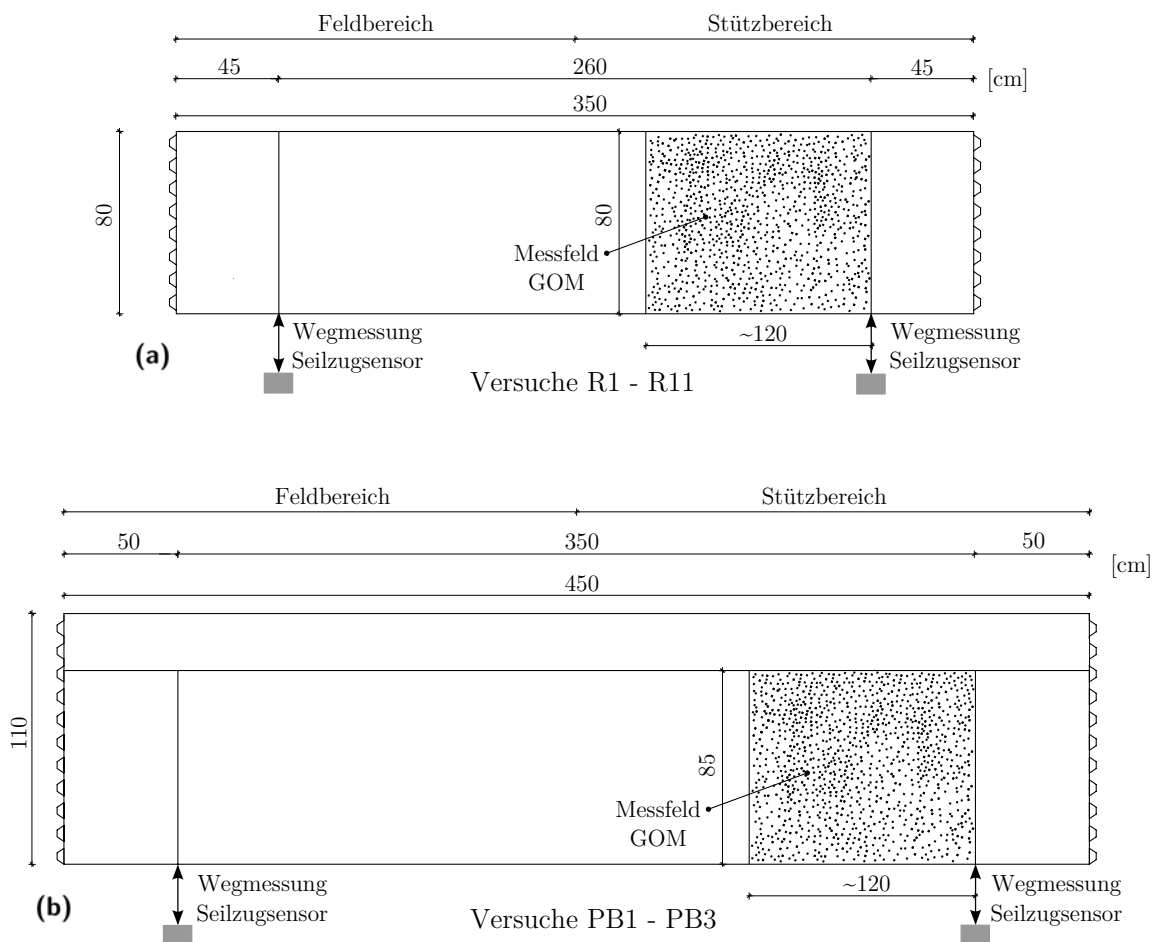 Feldbereich Stützbereich
45 260 45 [cm]
350
80
80
Messfeld
GOM
Wegmessung
Seilzugsensor
~120
Wegmessung
Seilzugsensor
(a)
Versuche R1 - R11
Feldbereich Stützbereich
50 350 50
[cm]
450
110
85
Messfeld
GOM
Wegmessung
Seilzugsensor
~120
Wegmessung
Seilzugsensor
(b)
Versuche PB1 - PB3